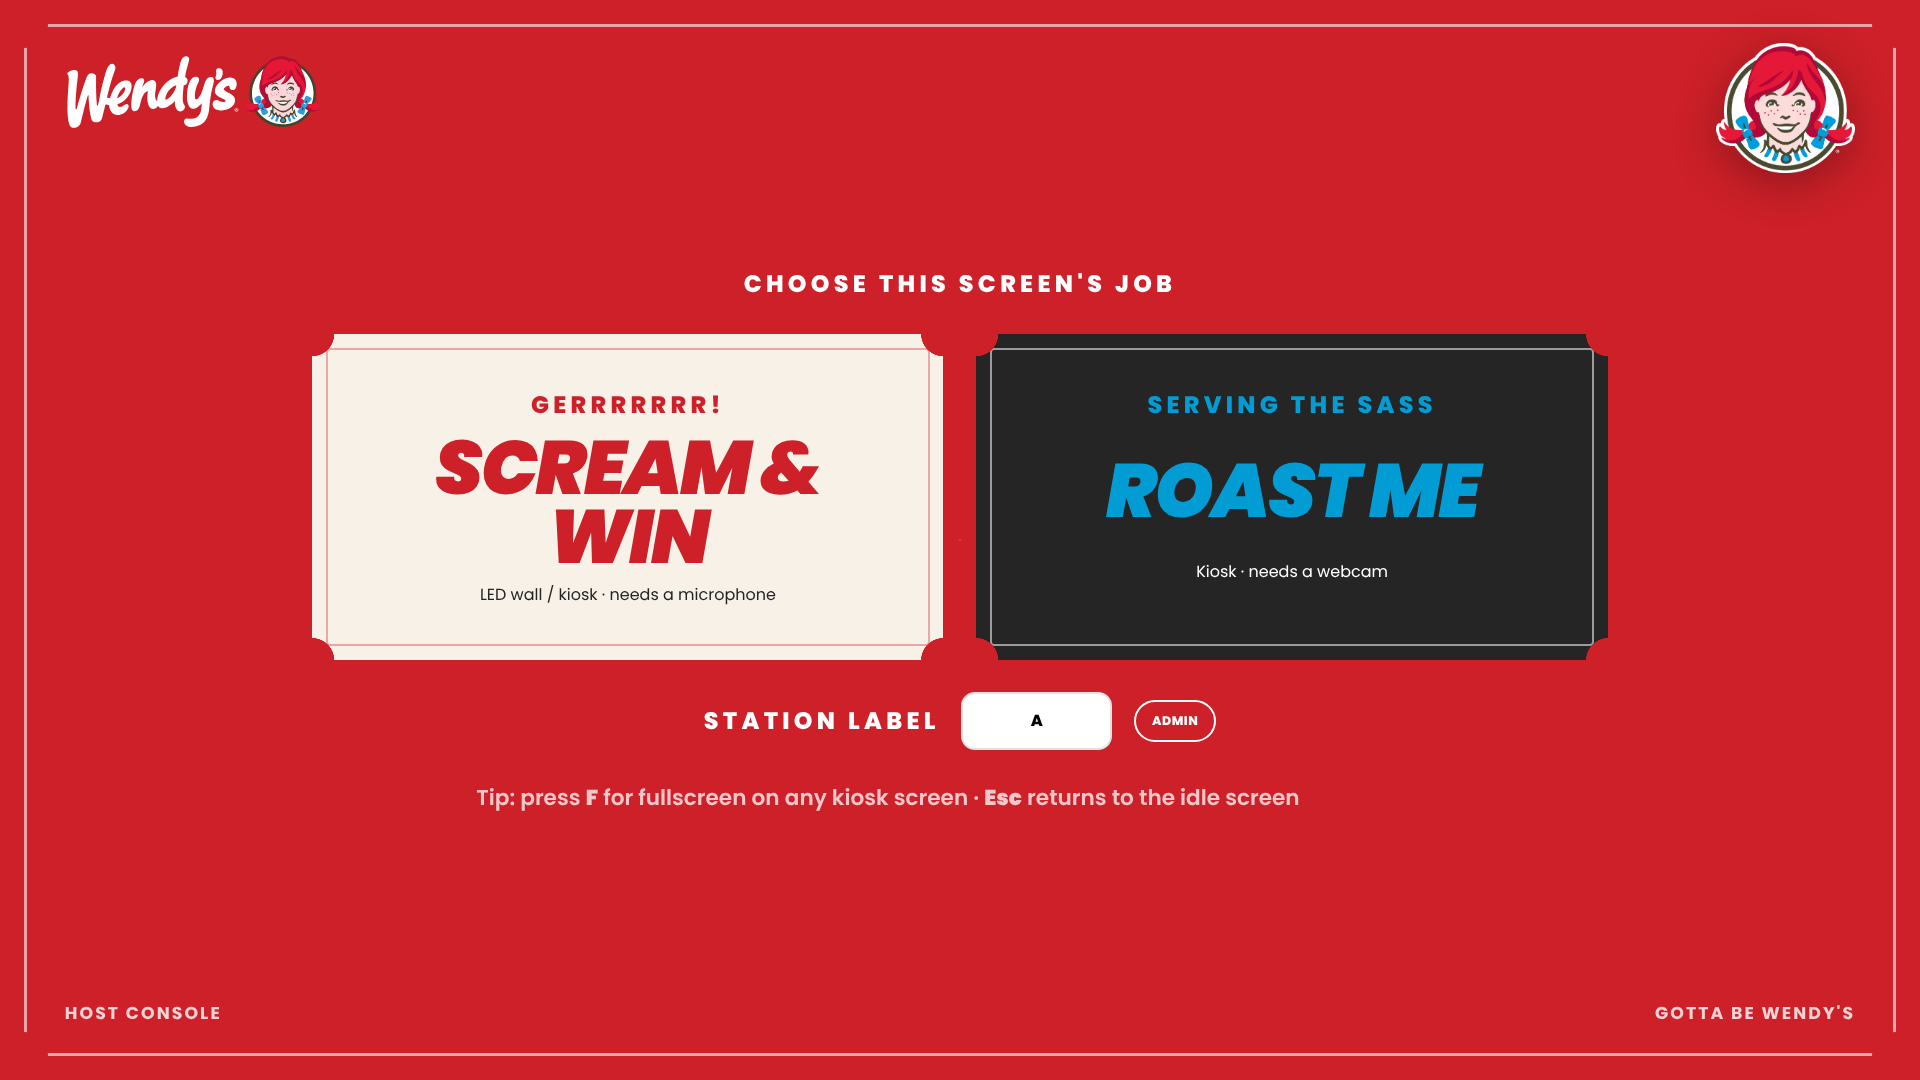 Wendy's
CHOOSE THIS SCREEN'S JOB
GERRRRRRR!
SCREAM &
WIN
LED wall / kiosk · needs a microphone
SERVING THE SASS
ROAST ME
Kiosk · needs a webcam
STATION LABEL
A
ADMIN
Tip: press F for fullscreen on any kiosk screen · Esc returns to the idle screen
HOST CONSOLE
GOTTA BE WENDY'S